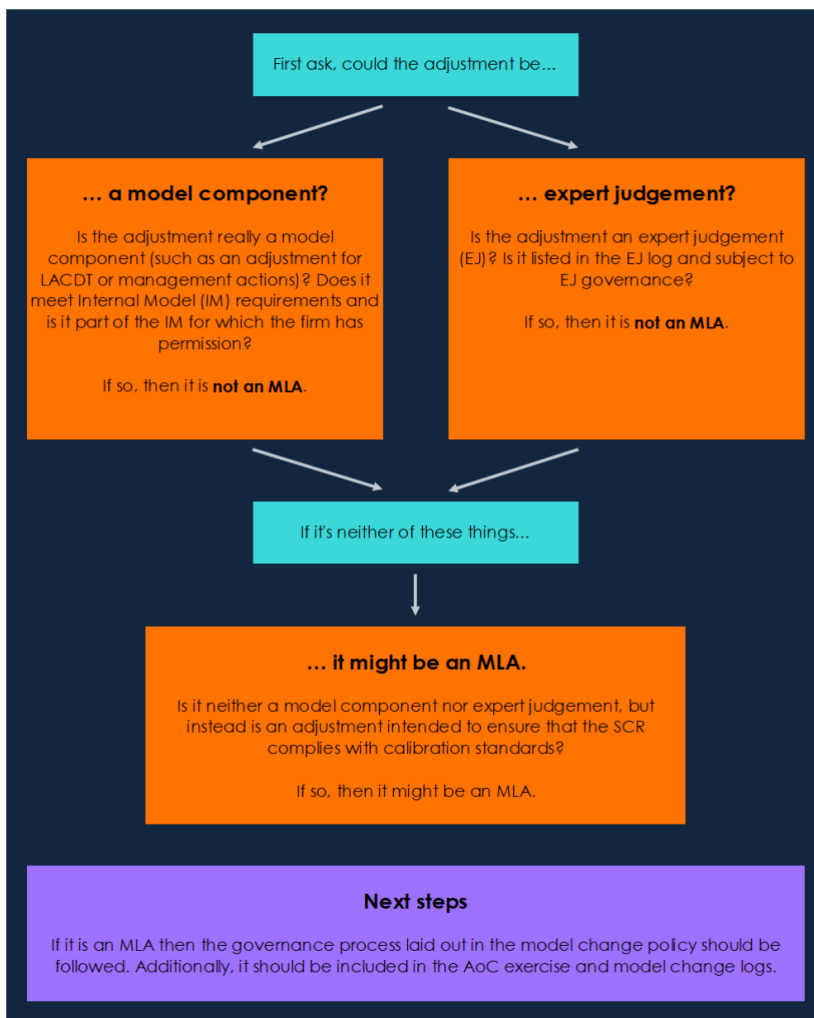 First ask, could the adjustment be...
... a model component?
Is the adjustment really a model
component (such as an adjustment for
LACDT or management actions)? Does it
meet Internal Model (IM) requirements and
is it part of the IM for which the firm has
permission?
If so, then it is not an MLA.
... expert judgement?
Is the adjustment an expert judgement
(EJ)? Is it listed in the EJ log and subject to
EJ governance?
If so, then it is not an MLA.
If it's neither of these things...
... it might be an MLA.
Is it neither a model component nor expert judgement, but
instead is an adjustment intended to ensure that the SCR
complies with calibration standards?
If so, then it might be an MLA.
Next steps
If it is an MLA then the governance process laid out in the model change policy should be
followed. Additionally, it should be included in the AoC exercise and model change logs.